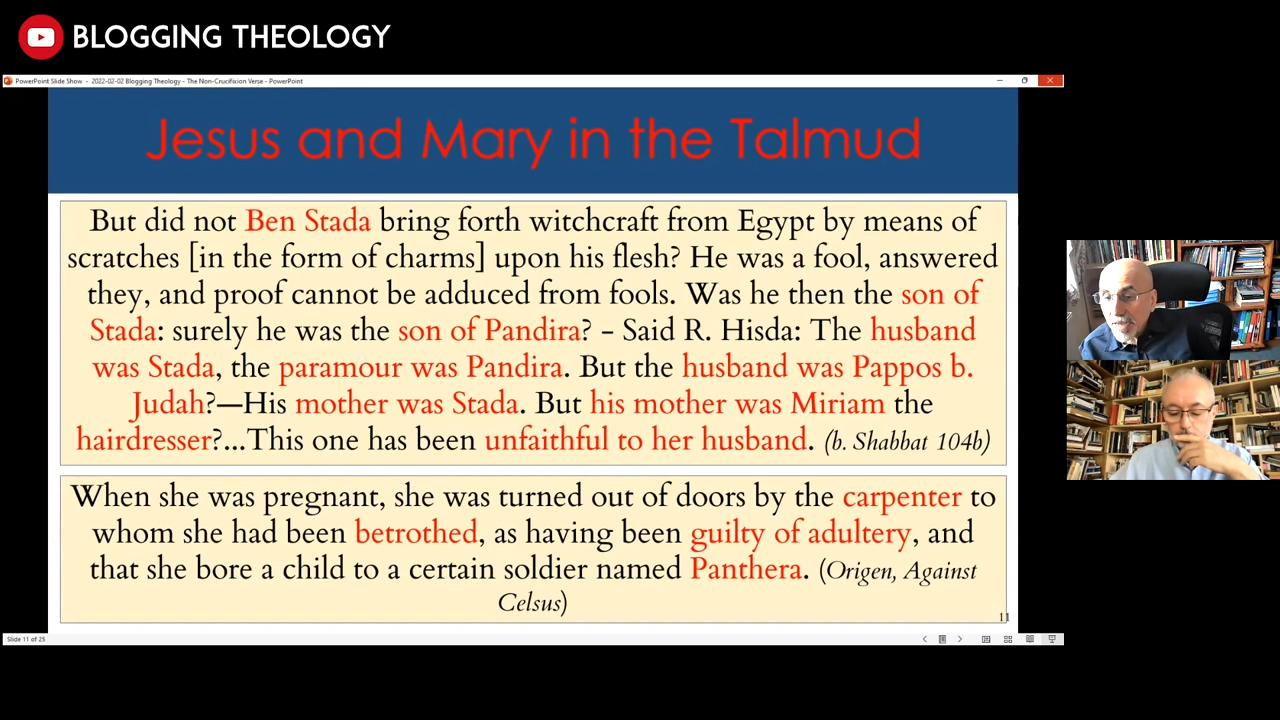 BLOGGING THEOLOGY
PowerPoint Slide Show - 2022-02-02 Blogging Theology - The Non-Crucifixion Verse - PowerPoint
Jesus and Mary in the Talmud
But did not Ben Stada bring forth witchcraft from Egypt by means of
scratches [in the form of charms] upon his flesh? He was a fool, answered
they, and proof cannot be adduced from fools. Was he then the son of
Stada: surely he was the son of Pandira? - Said R. Hisda: The husband
was Stada, the paramour was Pandira. But the husband was Pappos b.
Judah?—His mother was Stada. But his mother was Miriam the
hairdresser?...This one has been unfaithful to her husband. (b. Shabbat 104b)
When she was pregnant, she was turned out of doors by the carpenter to
whom she had been betrothed, as having been guilty of adultery, and
that she bore a child to a certain soldier named Panthera. (Origen, Against
Celsus)
11
Slide 11 of 25